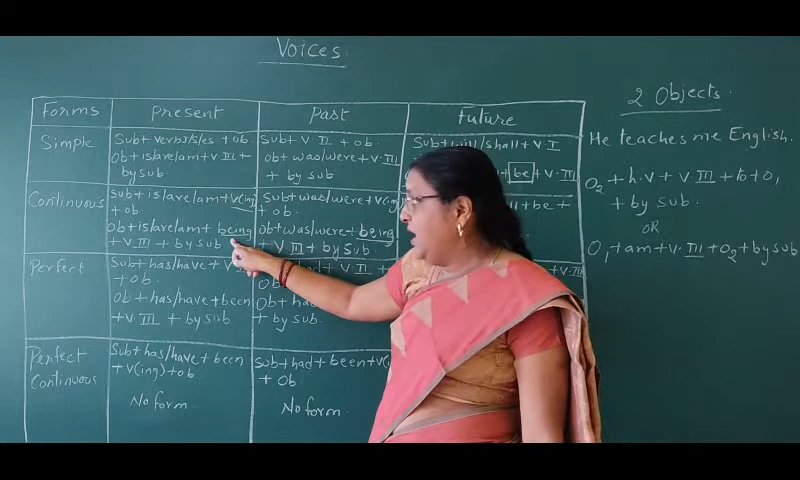 Voices
Forms Present Past Future
Simple
Sub + verb1/s/es + ob.
Ob + is/are/am + V III +
by sub.
Sub + V II + ob.
ob + was/were + V. III
+ by sub
Sub + will/shall + V I
+ be + V. III
Continuous
Sub + is/are/am + V(ing
+ ob.
Ob + is/are/am + being
+ V. III + by sub
Sub + was/were + V(ing
+ ob.
ob + was/were + being
+ V. III + by sub.
+ be +
Perfect
Sub + has/have + V
+ ob.
Ob + has/have + been
+ V. III + by sub
had + V. III +
Ob
Ob + ha
+ by sub.
+ V. III
Perfect
Continuous
Sub + has/have + been
+ V(ing) + ob
No form
Sub + had + been + V(i
+ Ob
No form.
2 Objects.
He teaches me English.
O2 + h.v + V. III + to + O1
+ by sub.
OR
O1 + am + V. III + O2 + by sub